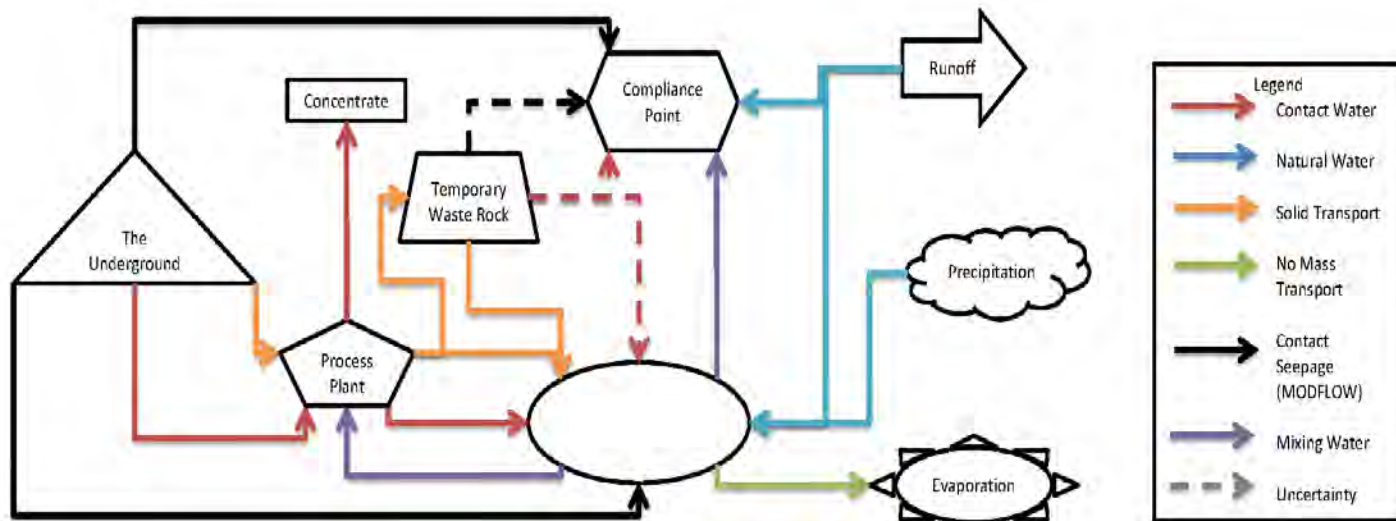 Runoff
Compliance
Point
Concentrate
Temporary
Waste Rock
The
Underground
Precipitation
Process
Plant
Evaporation
Legend
Contact Water
Natural Water
Solid Transport
No Mass
Transport
Contact
Seepage
(MODFLOW)
Mixing Water
Uncertainty